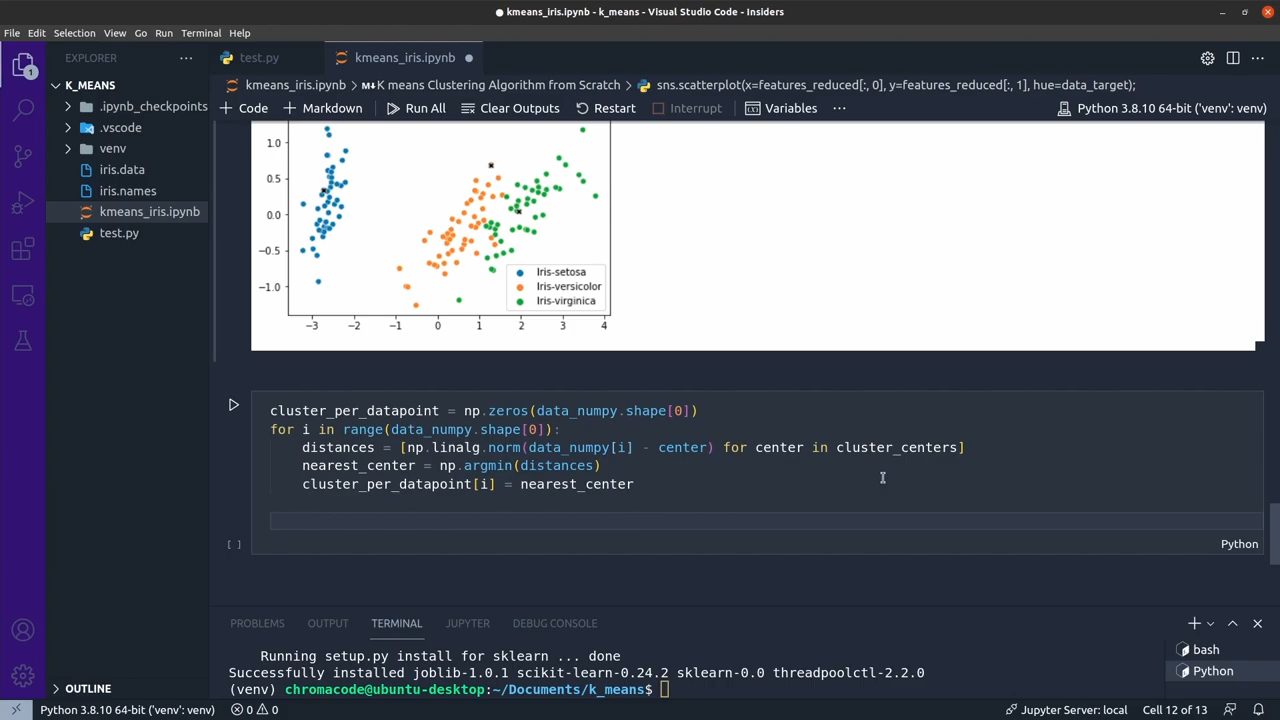 kmeans_iris.ipynb - k_means - Visual Studio Code - Insiders
File Edit Selection View Go Run Terminal Help
EXPLORER
test.py
kmeans_iris.ipynb
K_MEANS
kmeans_iris.ipynb > K means Clustering Algorithm from Scratch > sns.scatterplot(x=features_reduced[:, 0], y=features_reduced[:, 1], hue=data_target);
+ Code + Markdown Run All Clear Outputs Restart Interrupt Variables ··· Python 3.8.10 64-bit ('venv': venv)
1
.ipynb_checkpoints
.vscode
venv
iris.data
iris.names
kmeans_iris.ipynb
test.py
1.0
0.5
0.0
−0.5
−1.0
Iris-setosa
Iris-versicolor
Iris-virginica
−3 −2 −1 0 1 2 3 4
cluster_per_datapoint = np.zeros(data_numpy.shape[0])
for i in range(data_numpy.shape[0]):
distances = [np.linalg.norm(data_numpy[i] - center) for center in cluster_centers]
nearest_center = np.argmin(distances)
cluster_per_datapoint[i] = nearest_center
[ ]
Python
PROBLEMS OUTPUT TERMINAL JUPYTER DEBUG CONSOLE
Running setup.py install for sklearn ... done
Successfully installed joblib-1.0.1 scikit-learn-0.24.2 sklearn-0.0 threadpoolctl-2.2.0
(venv) chromacode@ubuntu-desktop:~/Documents/k_means$
bash
Python
OUTLINE
Python 3.8.10 64-bit ('venv': venv) 0 0 Jupyter Server: local Cell 12 of 13